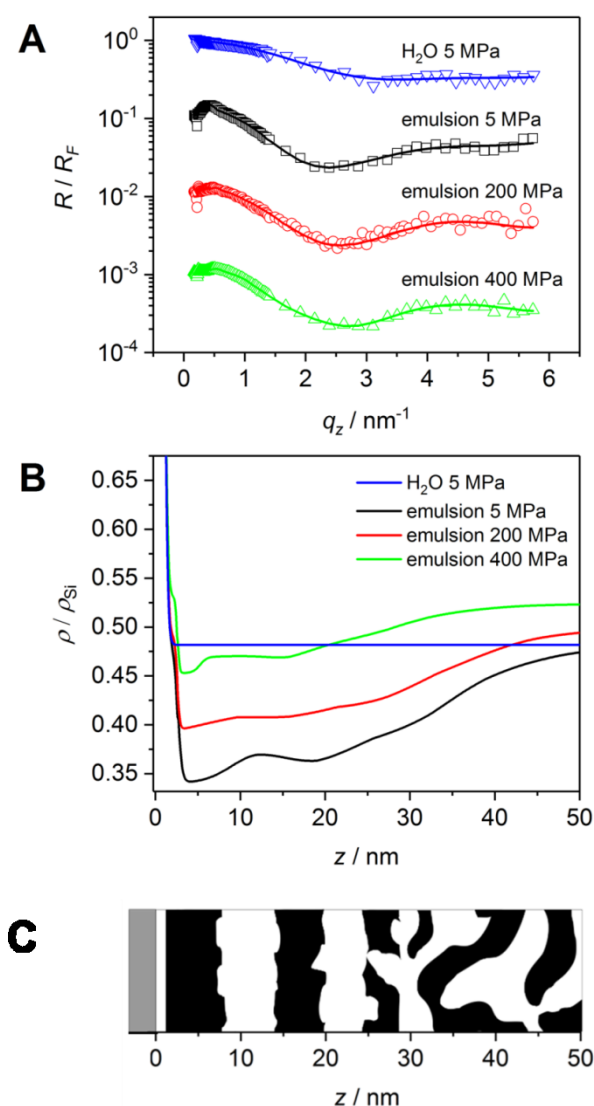 A
10⁰
H₂O 5 MPa
10⁻¹
emulsion 5 MPa
R / R_F
10⁻²
emulsion 200 MPa
10⁻³
emulsion 400 MPa
10⁻⁴
0 1 2 3 4 5 6
q_z / nm⁻¹
B
0.65
H₂O 5 MPa
0.60
emulsion 5 MPa
emulsion 200 MPa
0.55
emulsion 400 MPa
ρ / ρ_Si
0.50
0.45
0.40
0.35
0 10 20 30 40 50
z / nm
C
0 10 20 30 40 50
z / nm